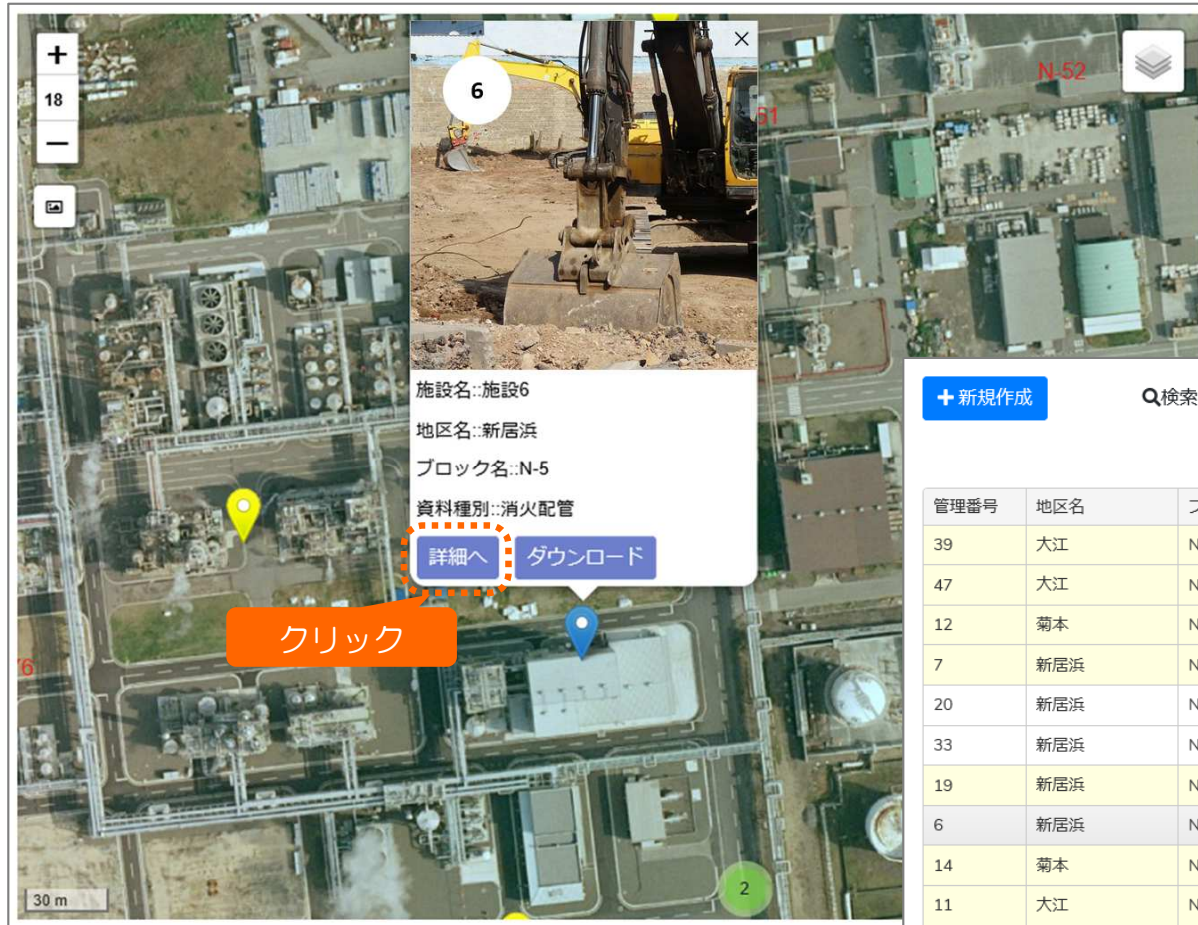 +
18
−
6
×
N-52
51
施設名::施設6
地区名::新居浜
ブロック名::N-5
資料種別::消火配管
詳細へ
ダウンロード
クリック
76
2
30 m
+新規作成
検索
管理番号 地区名
39 大江 N
47 大江 N
12 菊本 N
7 新居浜 N
20 新居浜 N
33 新居浜 N
19 新居浜 N
6 新居浜 N
14 菊本 N
11 大江 N